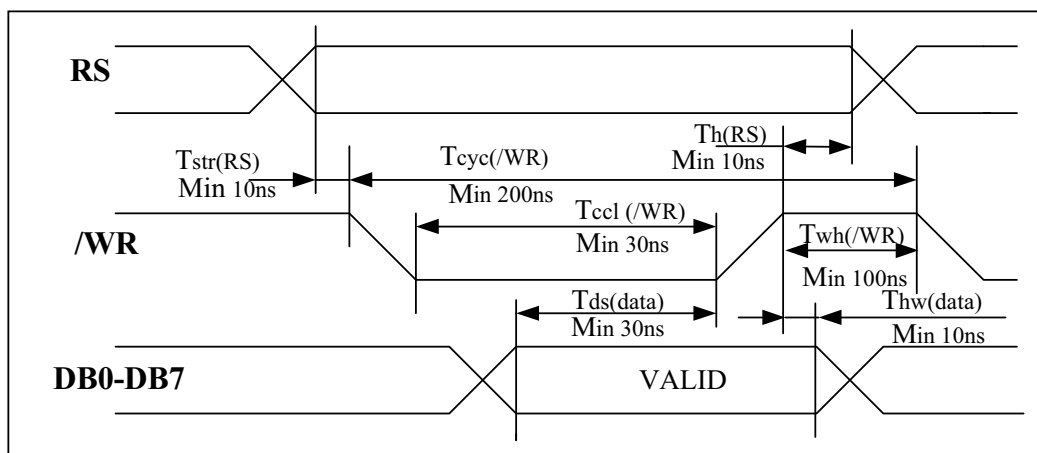 RS
Th(RS)
Min 10ns
Tstr(RS)
Min 10ns
Tcyc(/WR)
Min 200ns
/WR
Tccl (/WR)
Min 30ns
Twh(/WR)
Min 100ns
Tds(data)
Min 30ns
Thw(data)
Min 10ns
DB0-DB7
VALID